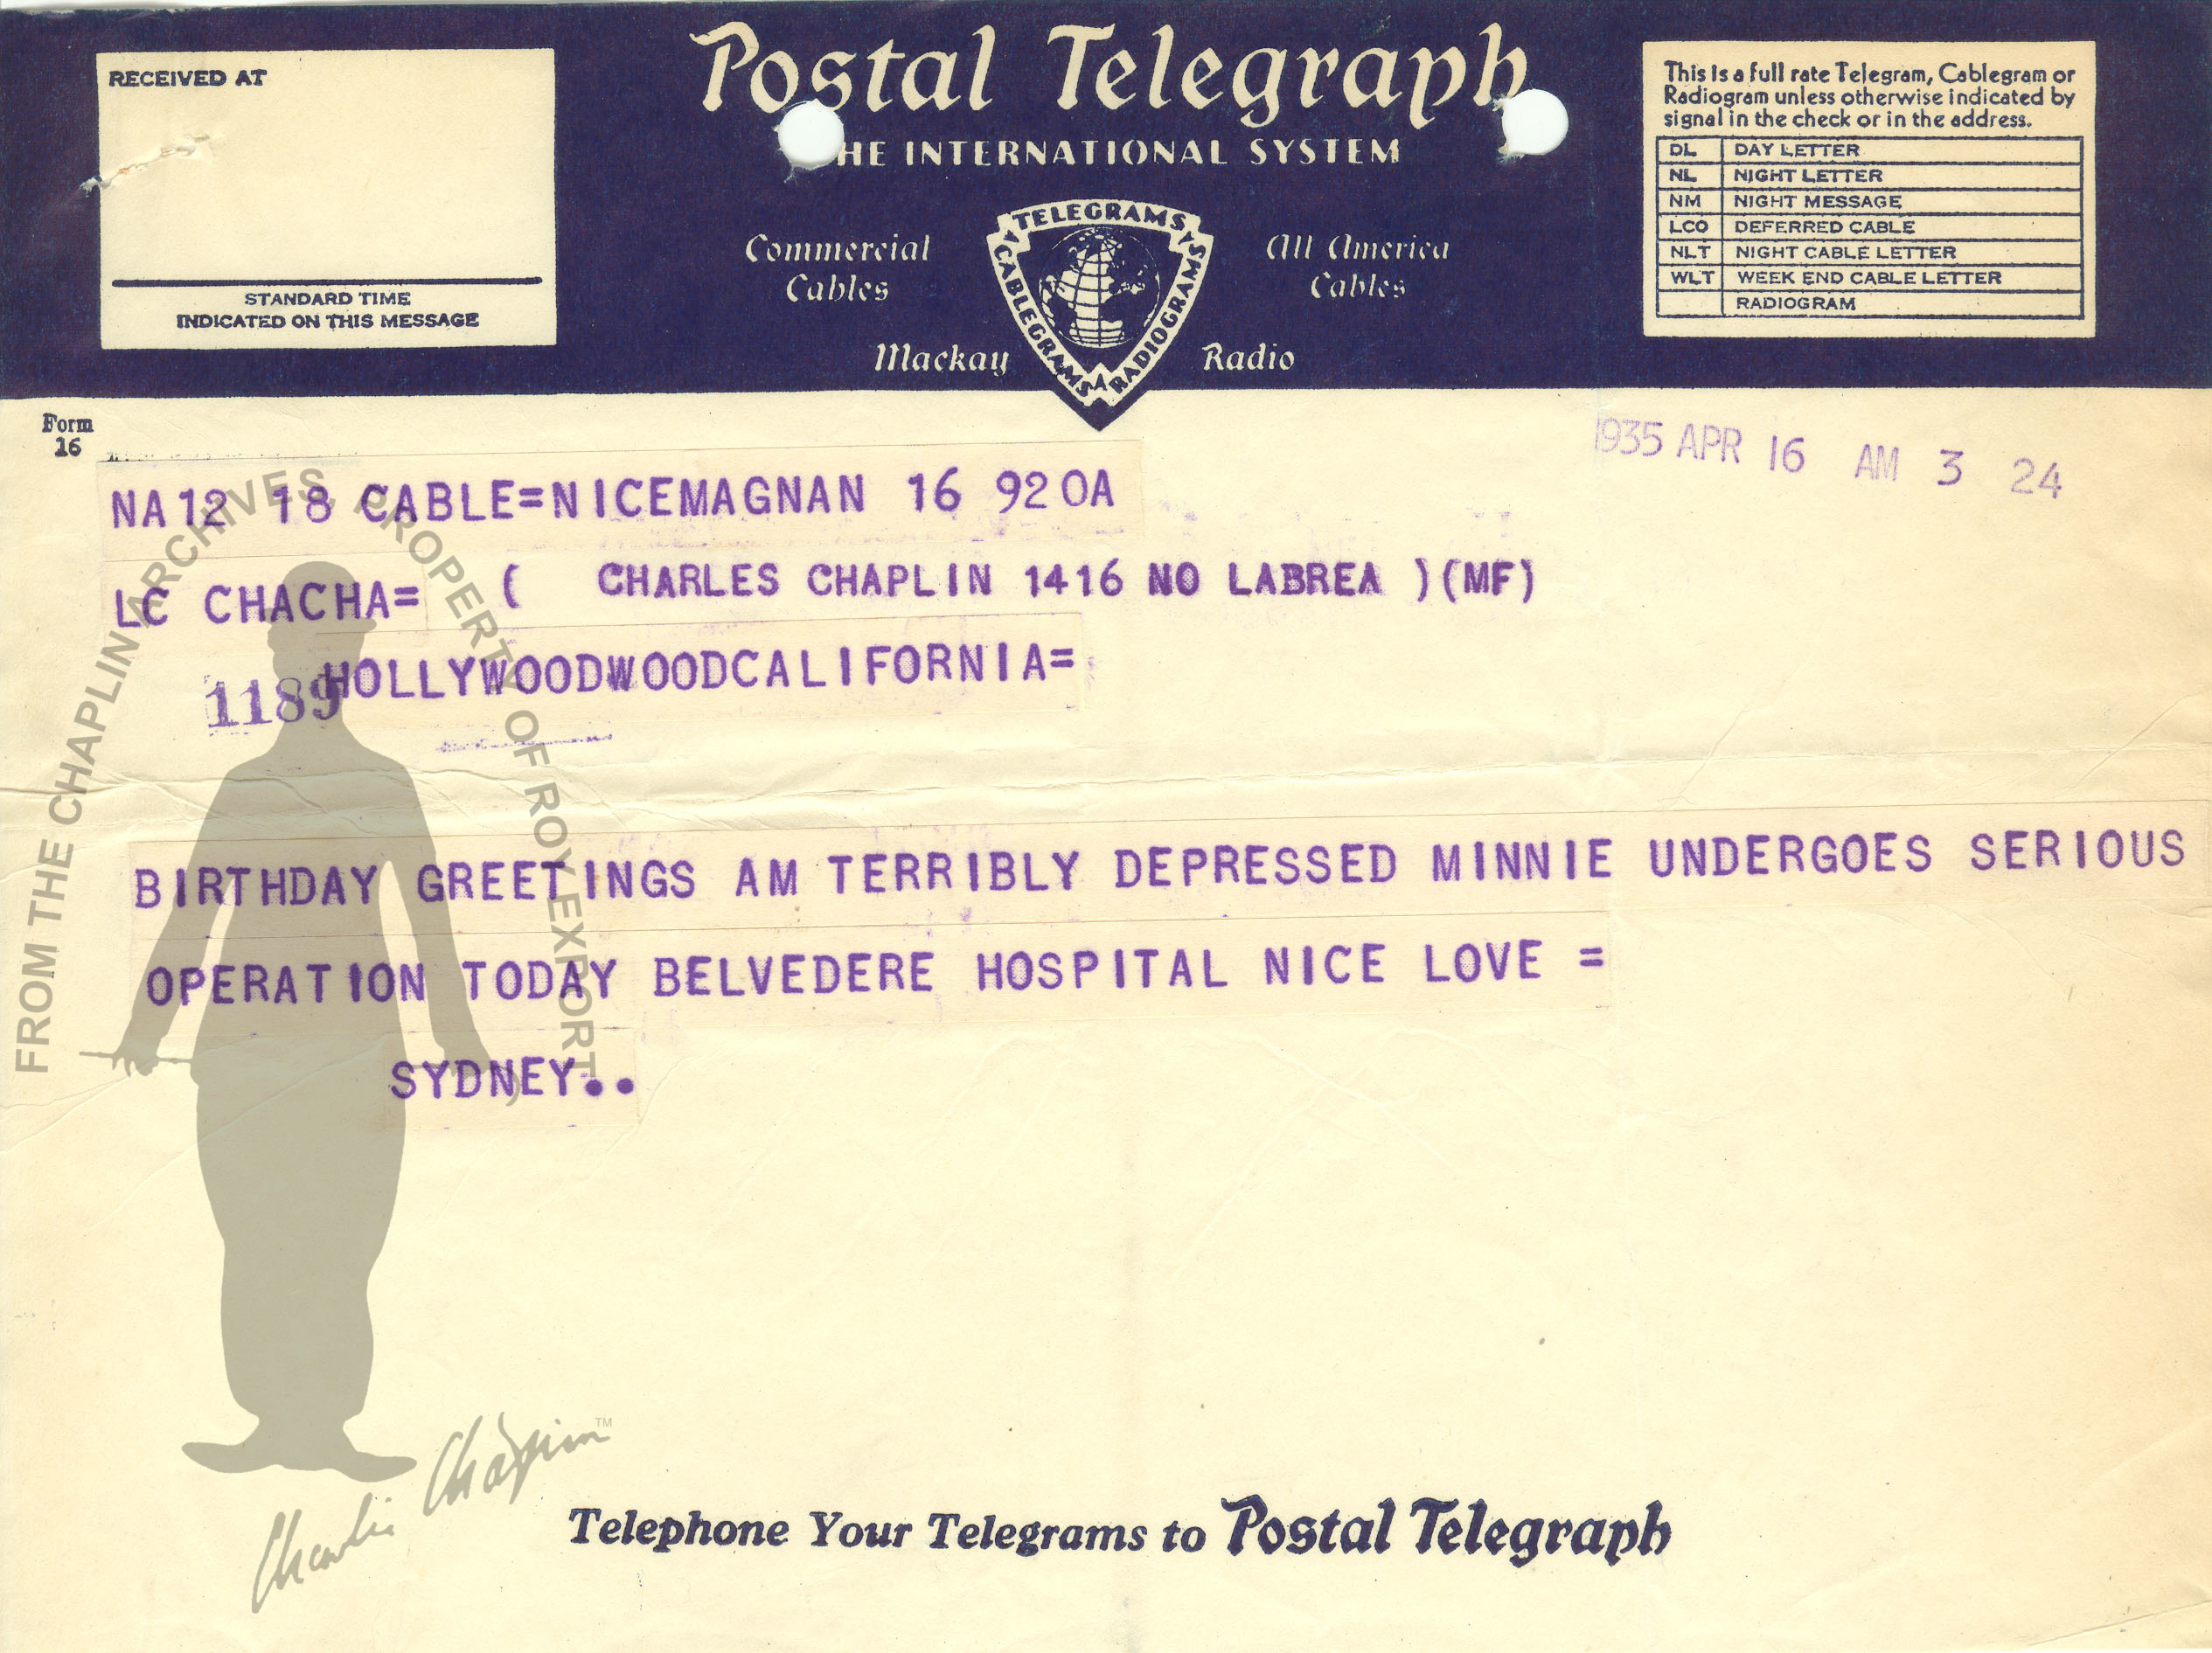 RECEIVED AT
STANDARD TIME
INDICATED ON THIS MESSAGE
Postal Telegraph
HE INTERNATIONAL SYSTEM
Commercial
Cables
All America
Cables
Mackay
Radio
TELEGRAMS
CABLEGRAMS
RADIOGRAMS
This is a full rate Telegram, Cablegram or
Radiogram unless otherwise indicated by
signal in the check or in the address.
DL DAY LETTER
NL NIGHT LETTER
NM NIGHT MESSAGE
LCO DEFERRED CABLE
NLT NIGHT CABLE LETTER
WLT WEEK END CABLE LETTER
RADIOGRAM
Form
16
1935 APR 16 AM 3 24
NA12 18 CABLE=NICEMAGNAN 16 920A
LC CHACHA= ( CHARLES CHAPLIN 1416 NO LABREA )(MF)
1189 HOLLYWOODWOODCALIFORNIA=
BIRTHDAY GREETINGS AM TERRIBLY DEPRESSED MINNIE UNDERGOES SERIOUS
OPERATION TODAY BELVEDERE HOSPITAL NICE LOVE =
SYDNEY..
FROM THE CHAPLIN ARCHIVES, PROPERTY OF ROY EXPORT
Charlie Chaplin™
Telephone Your Telegrams to Postal Telegraph